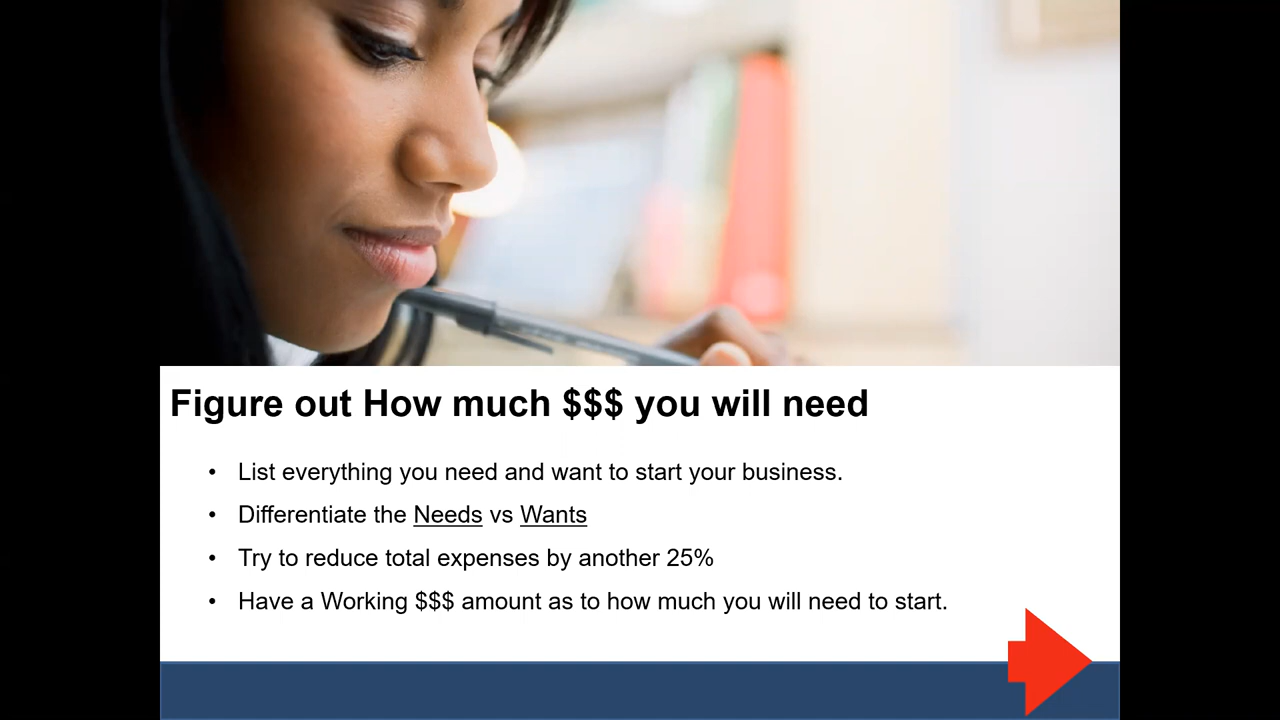 Figure out How much $$$ you will need
• List everything you need and want to start your business.
• Differentiate the Needs vs Wants
• Try to reduce total expenses by another 25%
• Have a Working $$$ amount as to how much you will need to start.